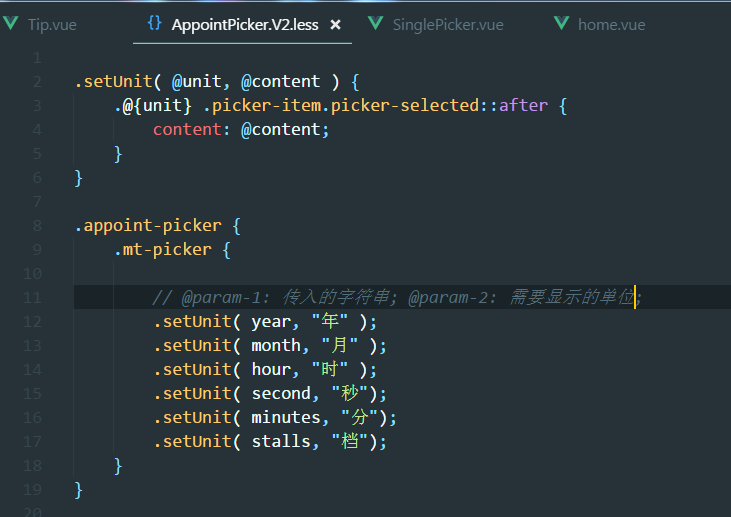 Tip.vue {} AppointPicker.V2.less × SinglePicker.vue home.vue
1
2 .setUnit( @unit, @content ) {
3 .@{unit} .picker-item.picker-selected::after {
4 content: @content;
5 }
6 }
7
8 .appoint-picker {
9 .mt-picker {
10
11 // @param-1: 传入的字符串; @param-2: 需要显示的单位;
12 .setUnit( year, "年" );
13 .setUnit( month, "月" );
14 .setUnit( hour, "时" );
15 .setUnit( second, "秒");
16 .setUnit( minutes, "分");
17 .setUnit( stalls, "档");
18 }
19 }
20